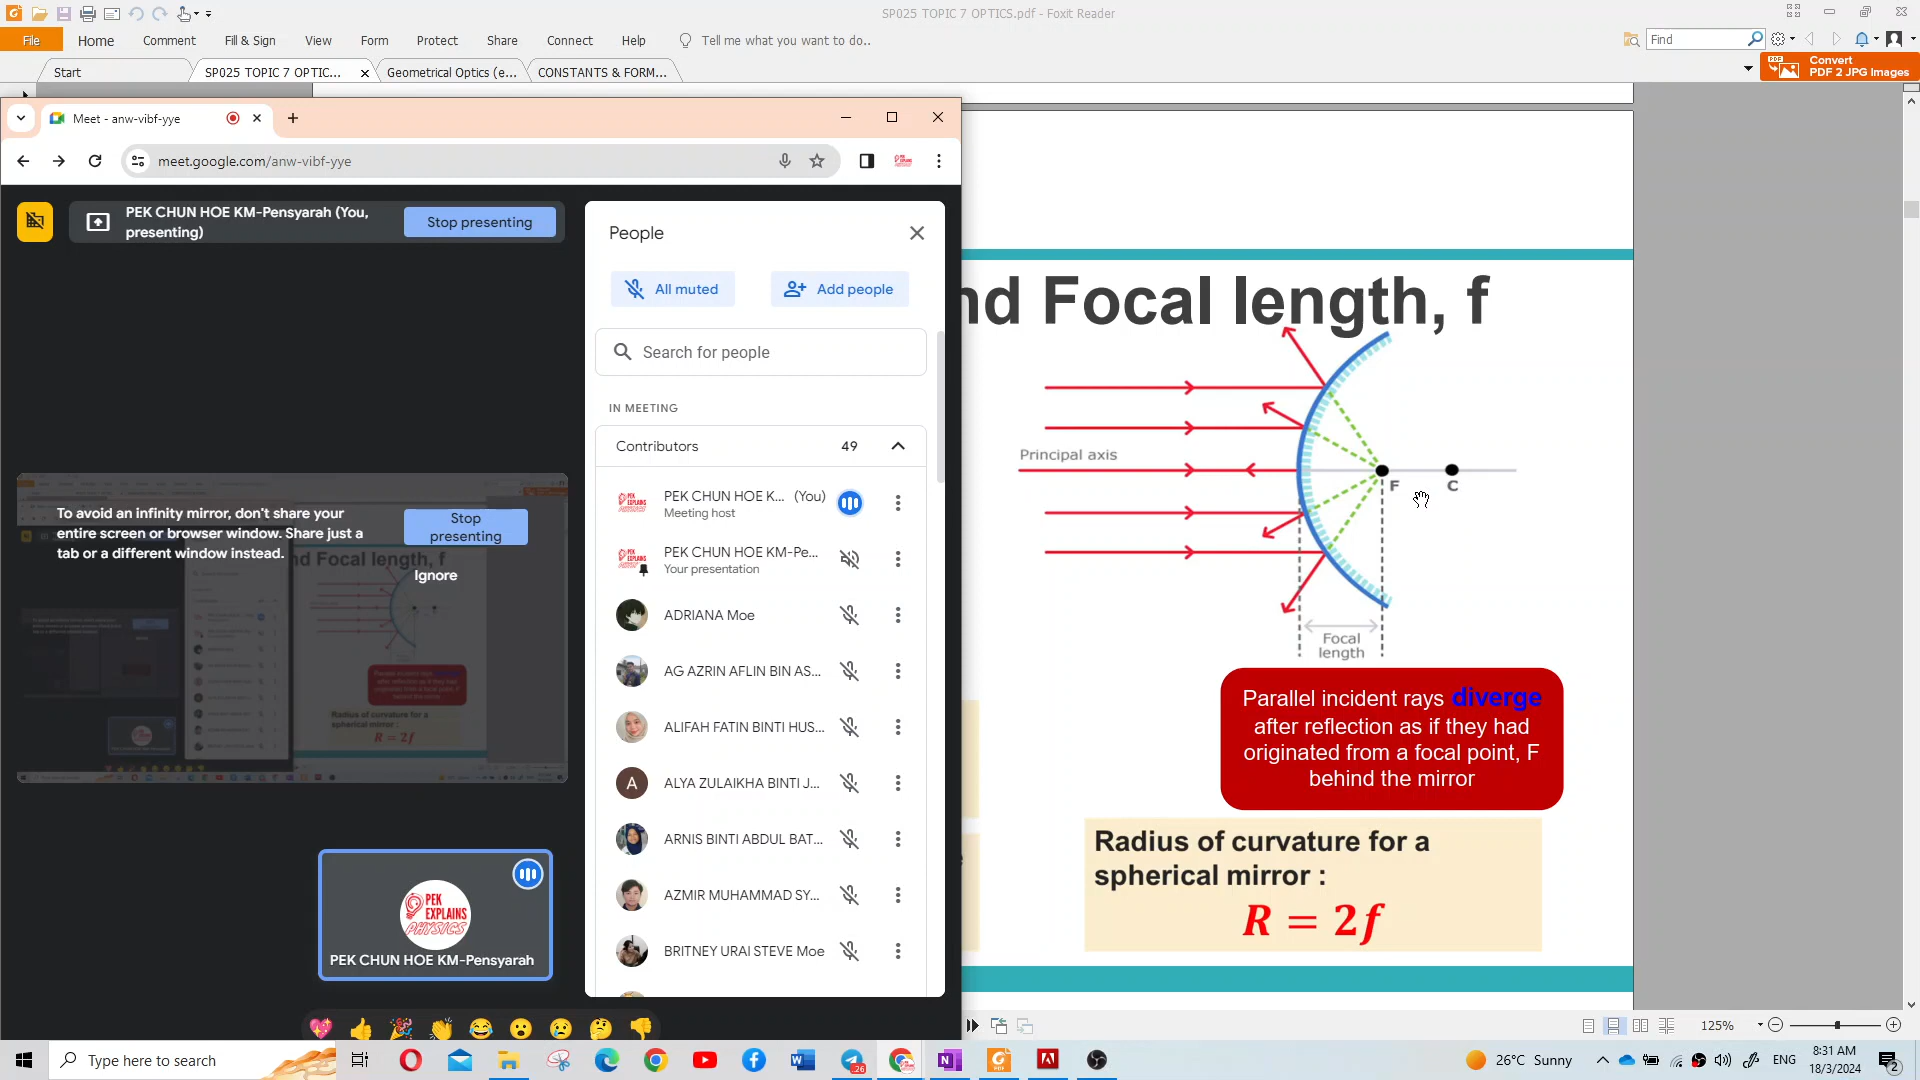 SP025 TOPIC 7 OPTICS.pdf - Foxit Reader
File
Home
Comment
Fill & Sign
View
Form
Protect
Share
Connect
Help
Tell me what you want to do..
Find
Start
SP025 TOPIC 7 OPTIC...
Geometrical Optics (e...
CONSTANTS & FORM...
Convert
PDF 2 JPG Images
Meet - anw-vibf-yye
meet.google.com/anw-vibf-yye
PEK CHUN HOE KM-Pensyarah (You,
presenting)
Stop presenting
To avoid an infinity mirror, don't share your
entire screen or browser window. Share just a
tab or a different window instead.
Stop
presenting
Ignore
PEK
EXPLAINS
PHYSICS
PEK CHUN HOE KM-Pensyarah
People
All muted
Add people
Search for people
IN MEETING
Contributors
49
PEK CHUN HOE K... (You)
Meeting host
PEK CHUN HOE KM-Pe...
Your presentation
ADRIANA Moe
AG AZRIN AFLIN BIN AS...
ALIFAH FATIN BINTI HUS...
A
ALYA ZULAIKHA BINTI J...
ARNIS BINTI ABDUL BAT...
AZMIR MUHAMMAD SY...
BRITNEY URAI STEVE Moe
nd Focal length, f
Principal axis
F
C
Focal
length
Parallel incident rays diverge
after reflection as if they had
originated from a focal point, F
behind the mirror
Radius of curvature for a
spherical mirror :
R = 2f
125%
Type here to search
26°C Sunny
ENG
8:31 AM
18/3/2024